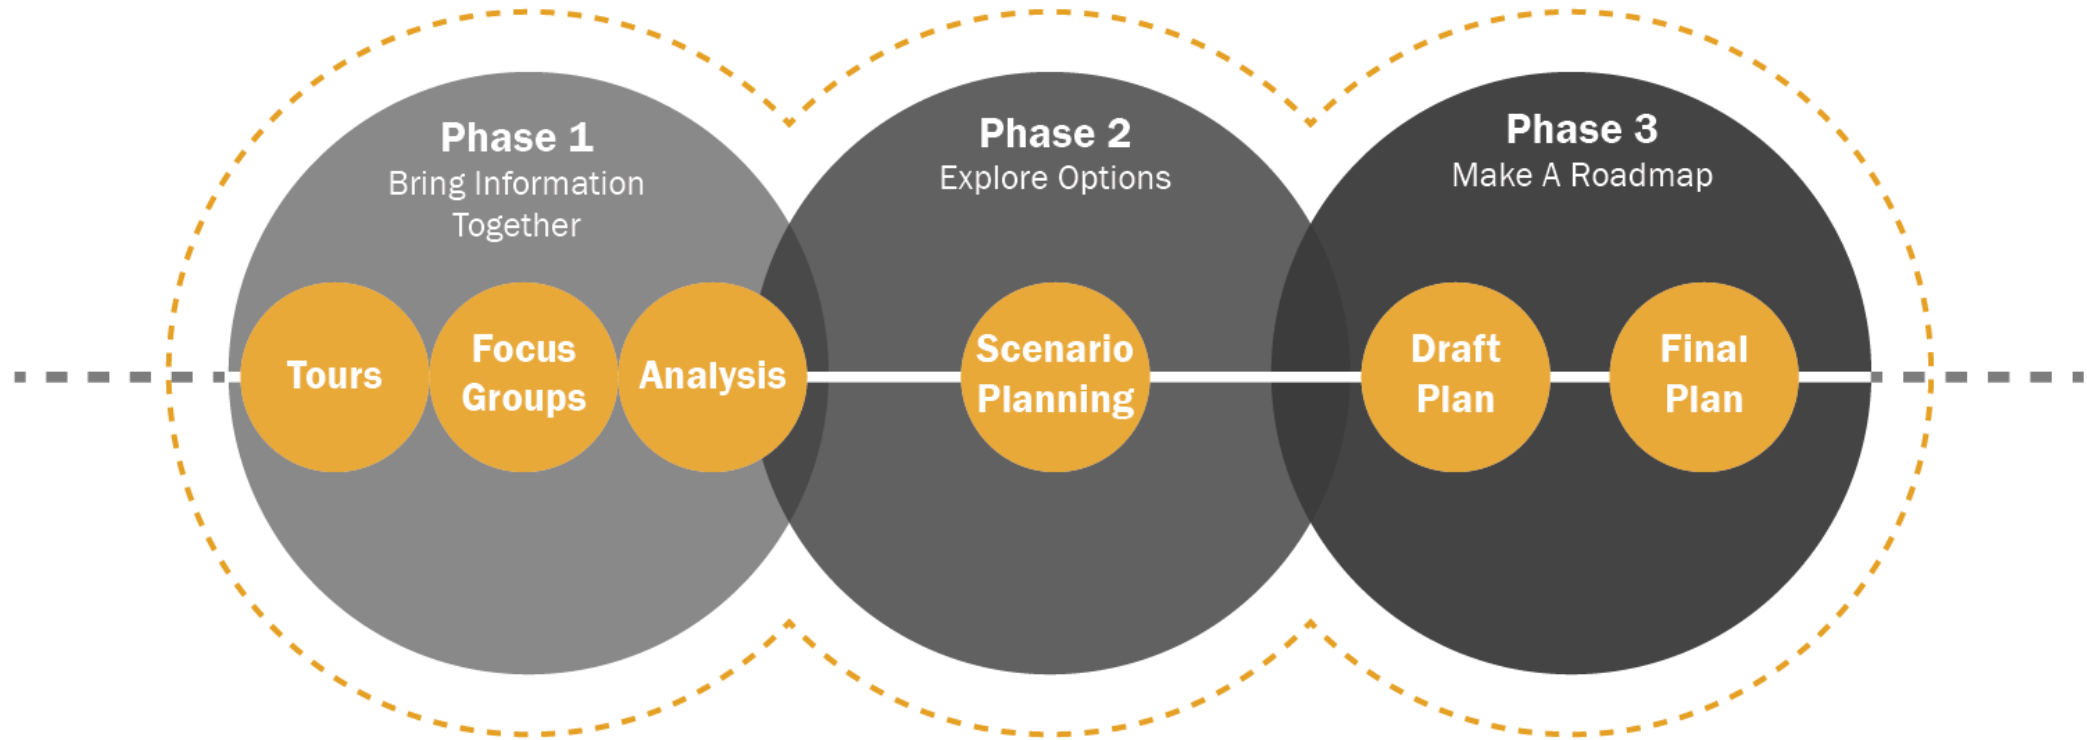 Phase 1
Bring Information
Together
Tours
Focus
Groups
Analysis
Phase 2
Explore Options
Scenario
Planning
Phase 3
Make A Roadmap
Draft
Plan
Final
Plan